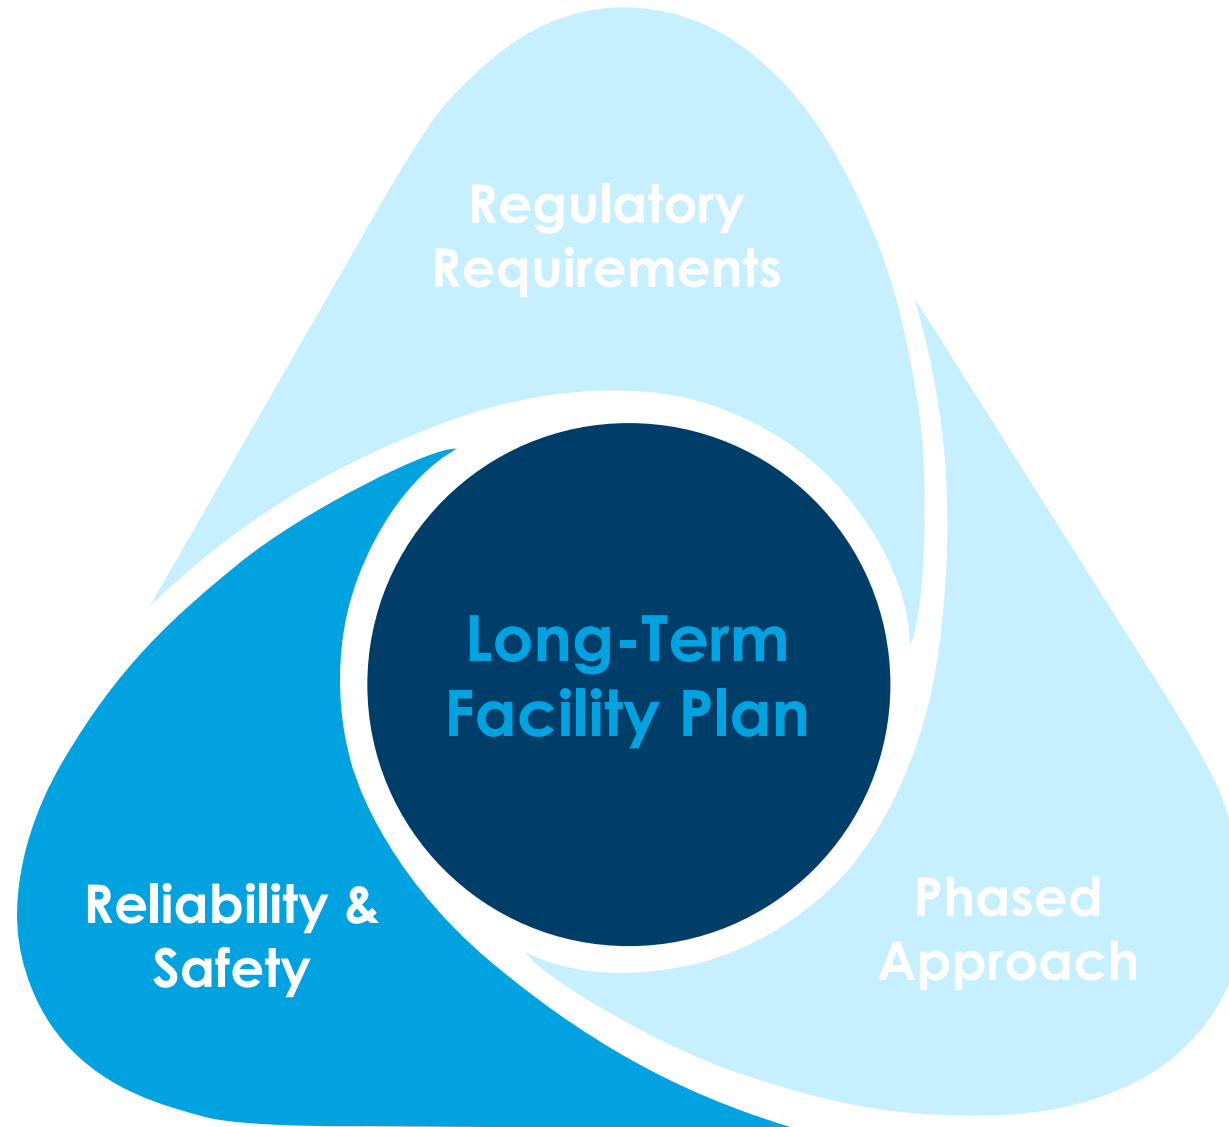 Regulatory
Requirements
Long-Term
Facility Plan
Reliability &
Safety
Phased
Approach